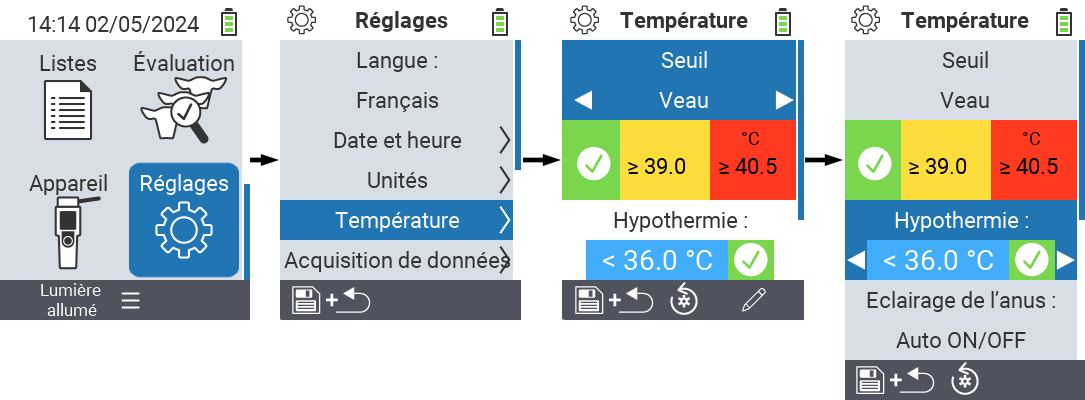 14:14 02/05/2024
Listes
Évaluation
Appareil
Réglages
Lumière
allumé
Réglages
Langue :
Français
Date et heure
Unités
Température
Acquisition de données
+
Température
Seuil
Veau
°C
≥ 39.0
≥ 40.5
Hypothermie :
< 36.0 °C
+
Température
Seuil
Veau
°C
≥ 39.0
≥ 40.5
Hypothermie :
< 36.0 °C
Eclairage de l'anus :
Auto ON/OFF
+